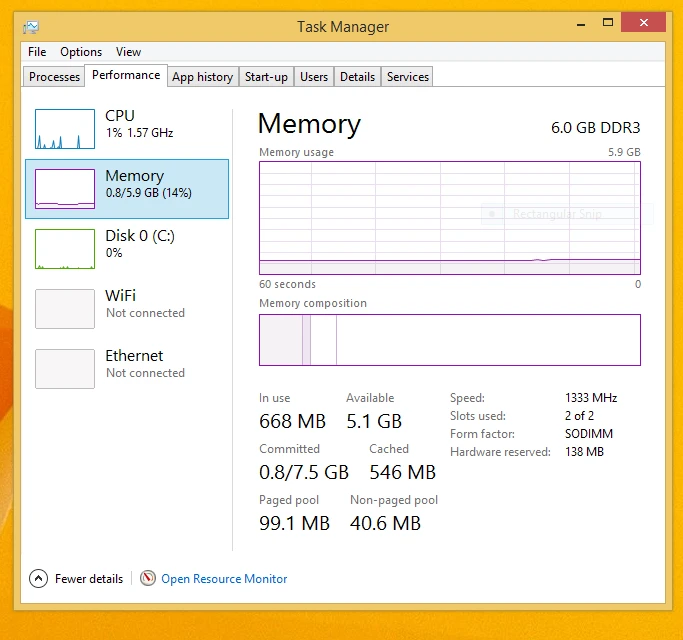 Task Manager
File Options View
Processes Performance App history Start-up Users Details Services
CPU
1% 1.57 GHz
Memory
0.8/5.9 GB (14%)
Disk 0 (C:)
0%
WiFi
Not connected
Ethernet
Not connected
Memory 6.0 GB DDR3
Memory usage 5.9 GB
Rectangular Snip
60 seconds 0
Memory composition
In use Available
668 MB 5.1 GB
Committed Cached
0.8/7.5 GB 546 MB
Paged pool Non-paged pool
99.1 MB 40.6 MB
Speed: 1333 MHz
Slots used: 2 of 2
Form factor: SODIMM
Hardware reserved: 138 MB
Fewer details Open Resource Monitor